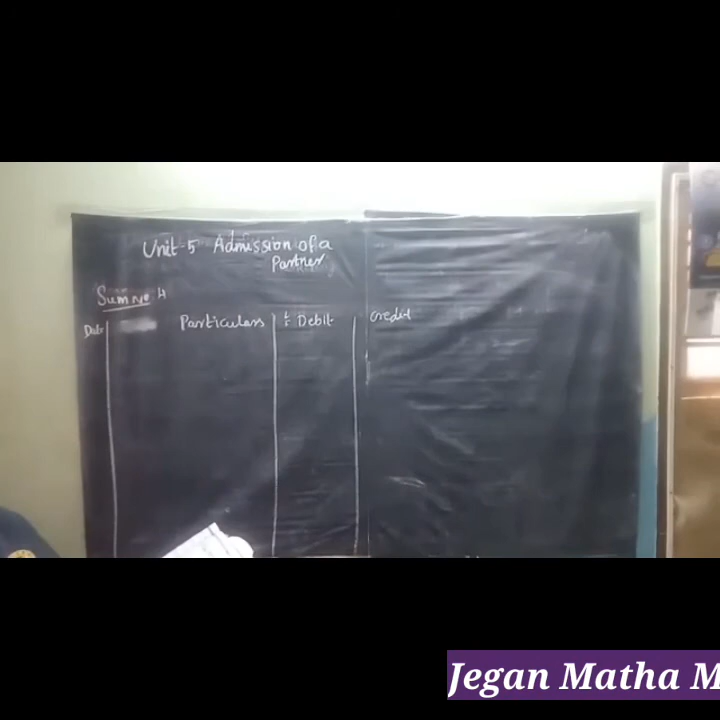 Unit-5 Admission of a
Partner
Sum No 4
Date Particulars L F Debit Credit
Jegan Matha M